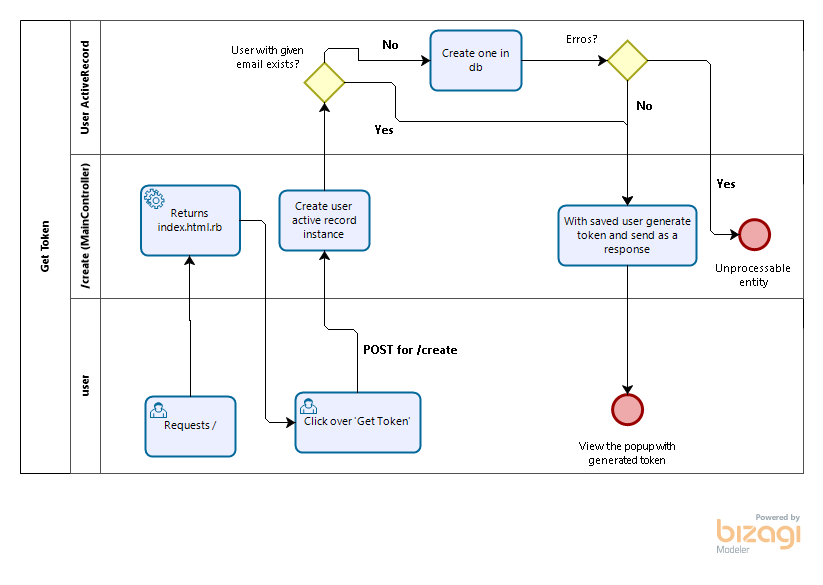 Get Token
User ActiveRecord
/create (MainController)
user
User with given
email exists?
No
Yes
Create one in
db
Erros?
No
Yes
Returns
index.html.rb
Create user
active record
instance
With saved user generate
token and send as a
response
Unprocessable
entity
POST for /create
Requests /
Click over 'Get Token'
View the popup with
generated token
Powered by
bizagi
Modeler